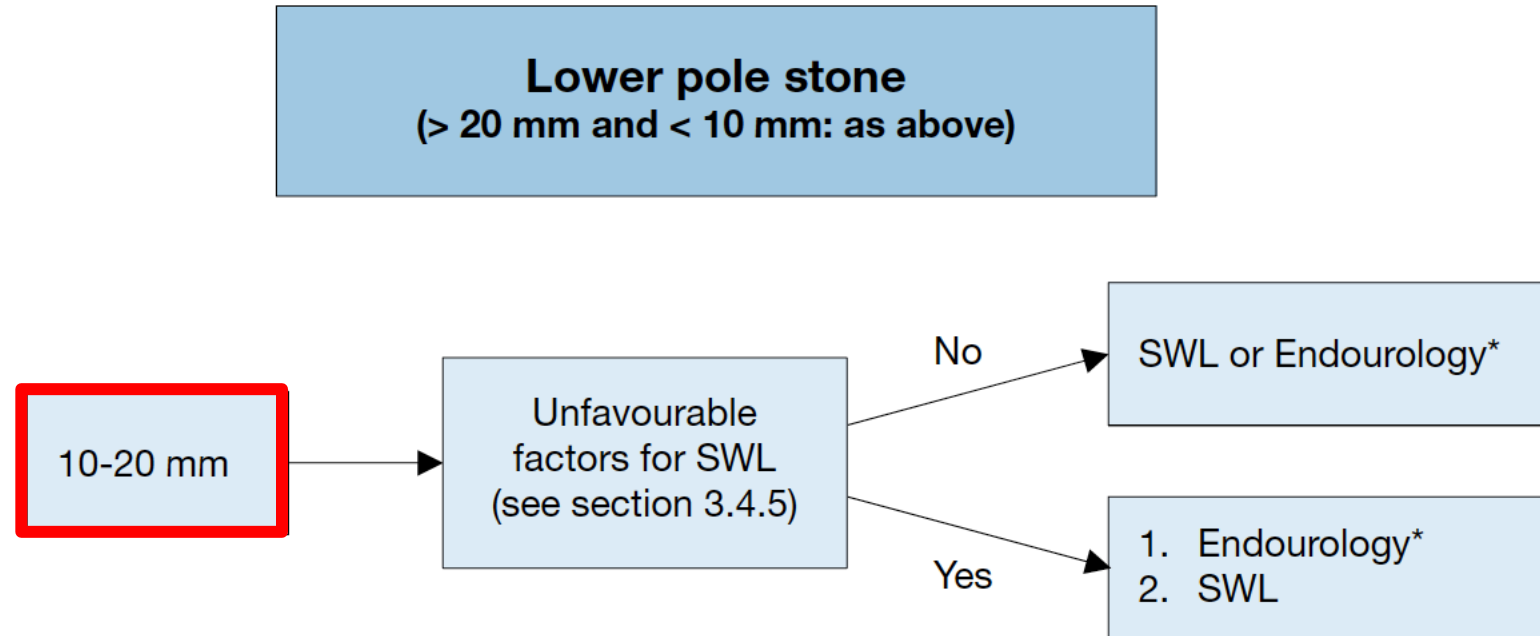 Lower pole stone
(> 20 mm and < 10 mm: as above)
10-20 mm
Unfavourable
factors for SWL
(see section 3.4.5)
No
SWL or Endourology*
Yes
1. Endourology*
2. SWL